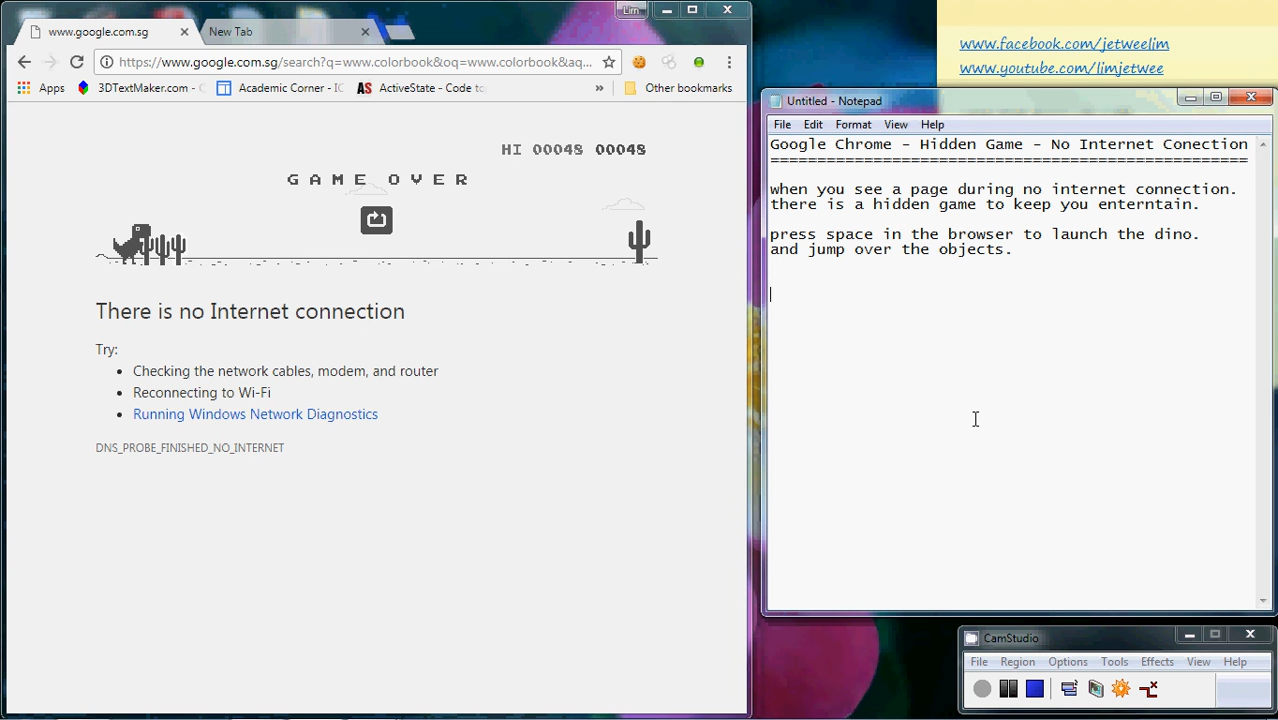 Lim
www.google.com.sg
New Tab
https://www.google.com.sg/search?q=www.colorbook&oq=www.colorbook&aq...
Apps
3DTextMaker.com -
Academic Corner - IC
ActiveState - Code to
»
Other bookmarks
HI 00048 00048
GAME OVER
There is no Internet connection
Try:
• Checking the network cables, modem, and router
• Reconnecting to Wi-Fi
• Running Windows Network Diagnostics
DNS_PROBE_FINISHED_NO_INTERNET
www.facebook.com/jetweelim
www.youtube.com/limjetwee
Untitled - Notepad
File Edit Format View Help
Google Chrome - Hidden Game - No Internet Conection
===================================================
when you see a page during no internet connection.
there is a hidden game to keep you enterntain.
press space in the browser to launch the dino.
and jump over the objects.
CamStudio
File Region Options Tools Effects View Help